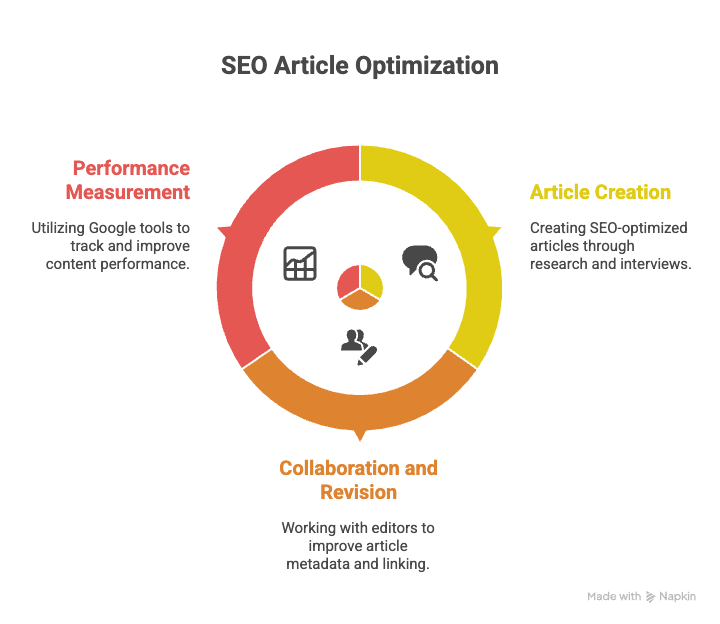 SEO Article Optimization
Performance
Measurement
Utilizing Google tools to
track and improve
content performance.
Article Creation
Creating SEO-optimized
articles through
research and interviews.
Collaboration and
Revision
Working with editors to
improve article
metadata and linking.
Made with Napkin